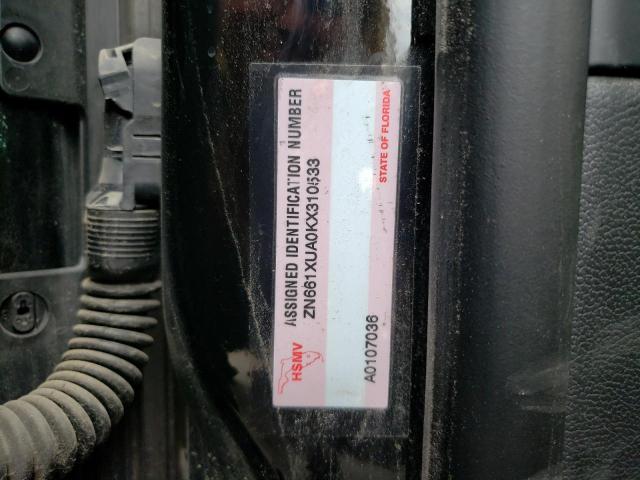 ASSIGNED IDENTIFICATION NUMBER
ZN661XUA0KX310533
HSMV
STATE OF FLORIDA
A0107036